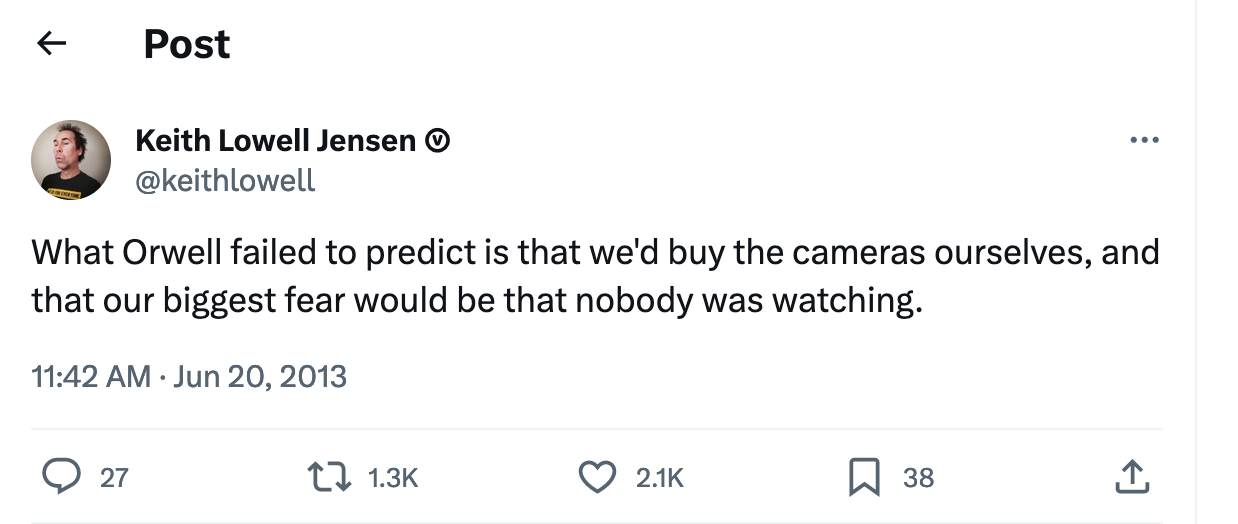 Post
Keith Lowell Jensen
@keithlowell
What Orwell failed to predict is that we'd buy the cameras ourselves, and
that our biggest fear would be that nobody was watching.
11:42 AM · Jun 20, 2013
27 1.3K 2.1K 38